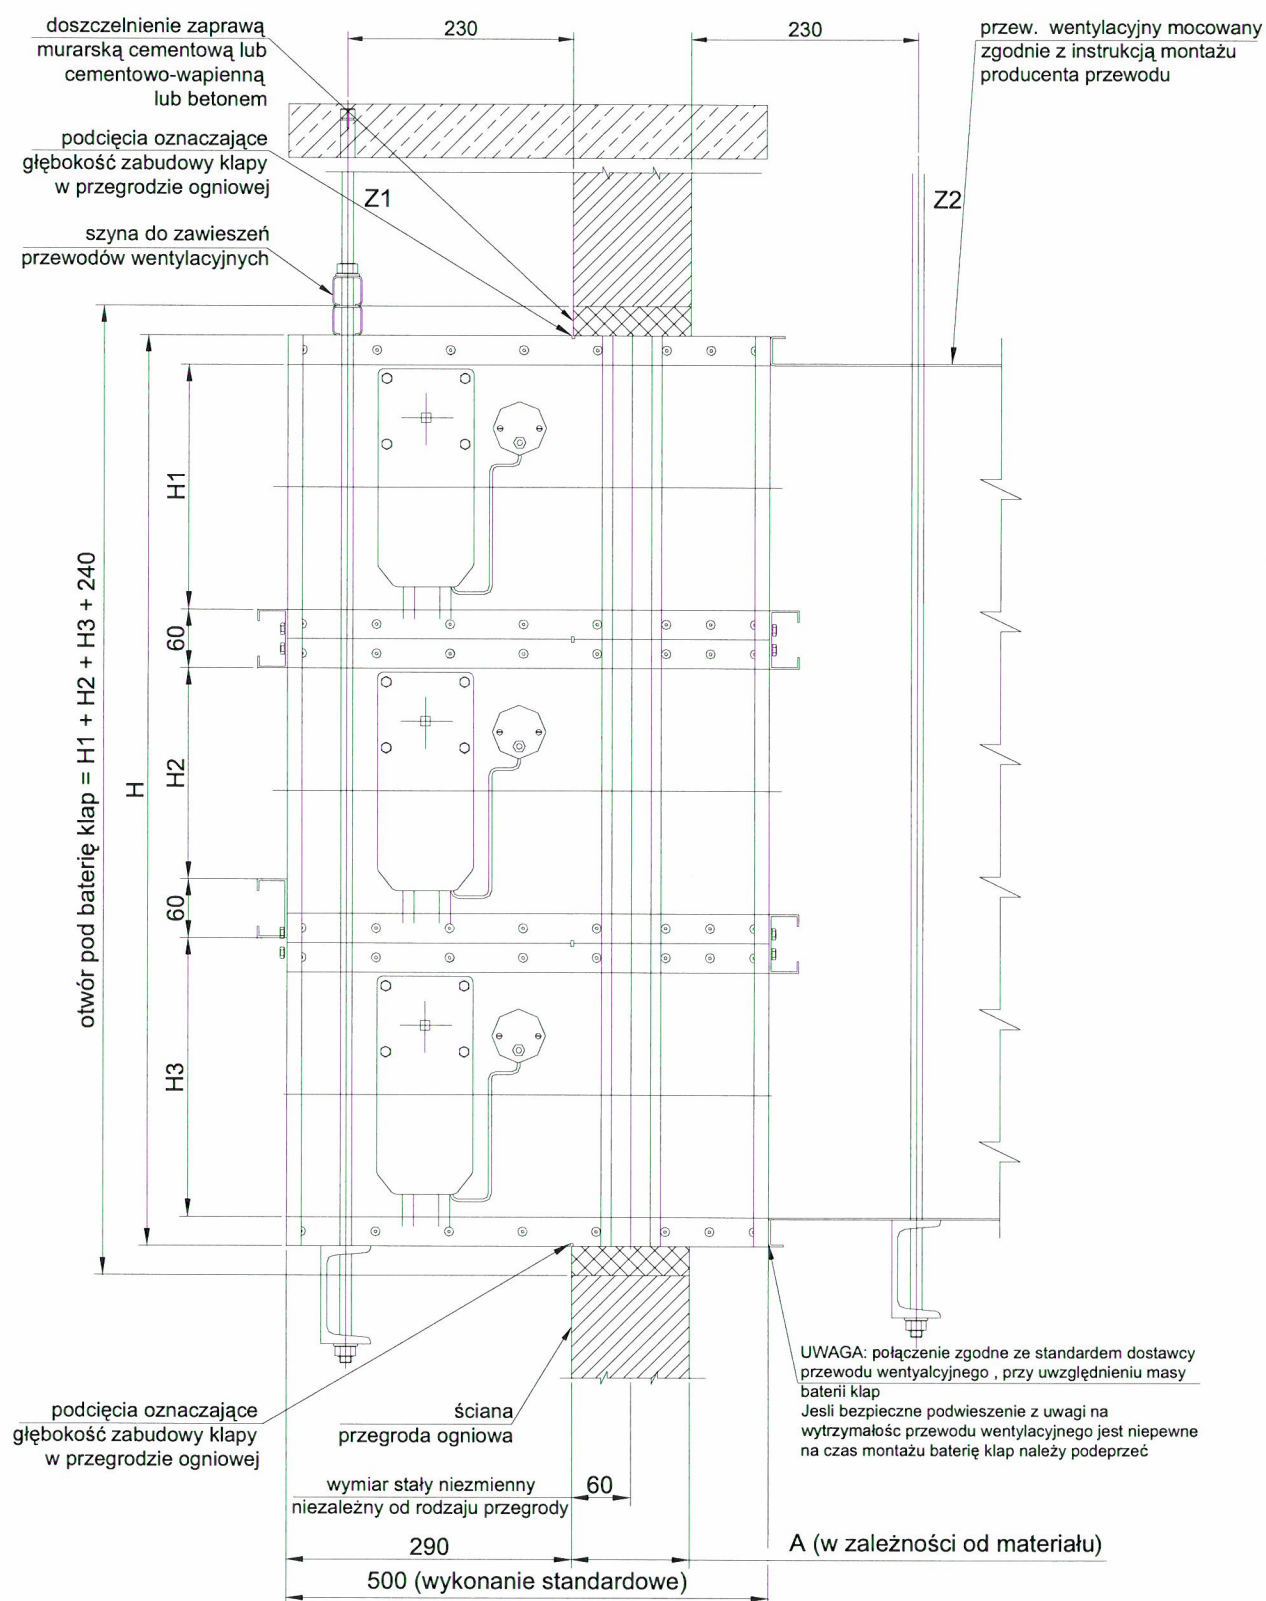 doszczelnienie zaprawą
murarską cementową lub
cementowo-wapienną
lub betonem
230
230
przew. wentylacyjny mocowany
zgodnie z instrukcją montażu
producenta przewodu
podcięcia oznaczające
głębokość zabudowy klapy
w przegrodzie ogniowej
Z1
Z2
szyna do zawieszeń
przewodów wentylacyjnych
otwór pod baterię klap = H1 + H2 + H3 + 240
H
H1
60
H2
60
H3
UWAGA: połączenie zgodne ze standardem dostawcy
przewodu wentyalcyjnego , przy uwzględnieniu masy
baterii klap
Jesli bezpieczne podwieszenie z uwagi na
wytrzymałośc przewodu wentylacyjnego jest niepewne
na czas montażu baterię klap należy podeprzeć
podcięcia oznaczające
głębokość zabudowy klapy
w przegrodzie ogniowej
ściana
przegroda ogniowa
wymiar stały niezmienny
niezależny od rodzaju przegrody
60
290
A (w zależności od materiału)
500 (wykonanie standardowe)